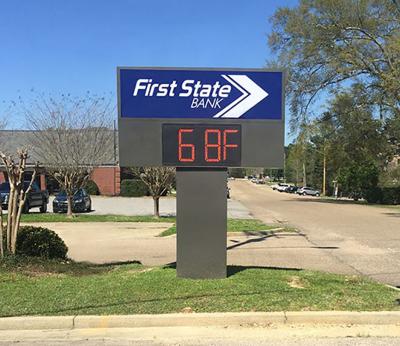 First State
BANK
68F